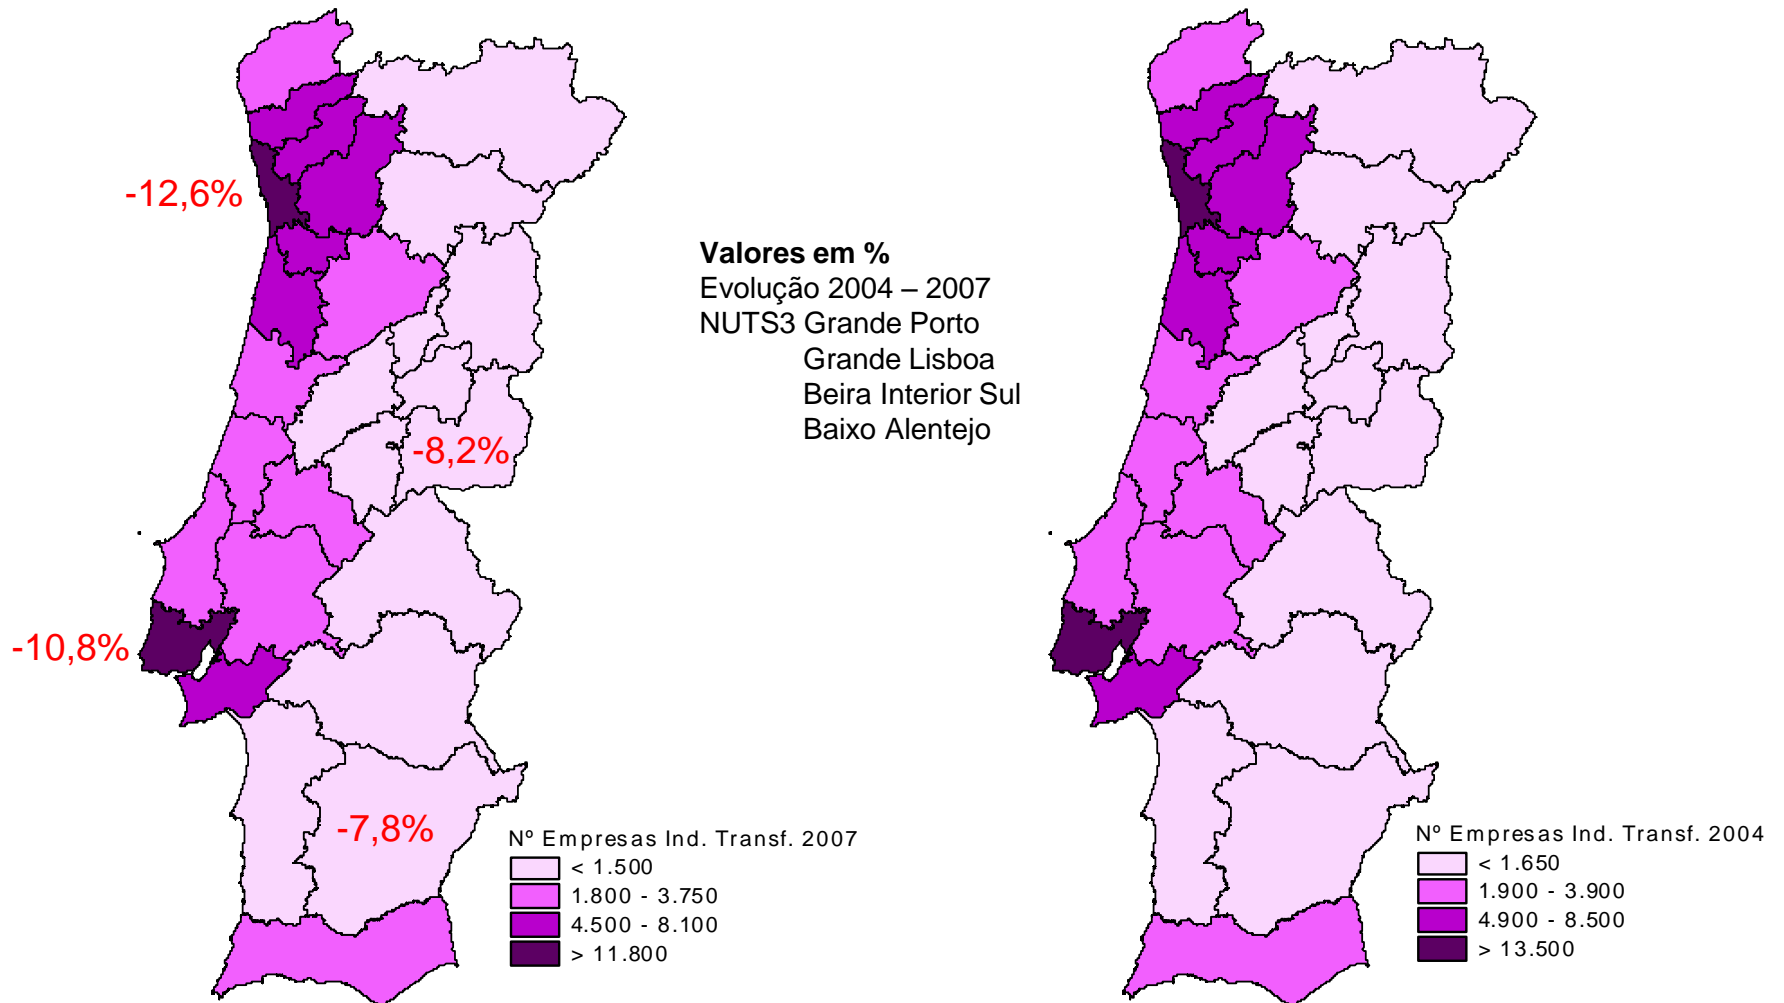 -12,6%
Valores em %
Evolução 2004 – 2007
NUTS3 Grande Porto
Grande Lisboa
Beira Interior Sul
Baixo Alentejo
-8,2%
-10,8%
-7,8%
Nº Empresas Ind. Transf. 2007
< 1.500
1.800 - 3.750
4.500 - 8.100
> 11.800
Nº Empresas Ind. Transf. 2004
< 1.650
1.900 - 3.900
4.900 - 8.500
> 13.500